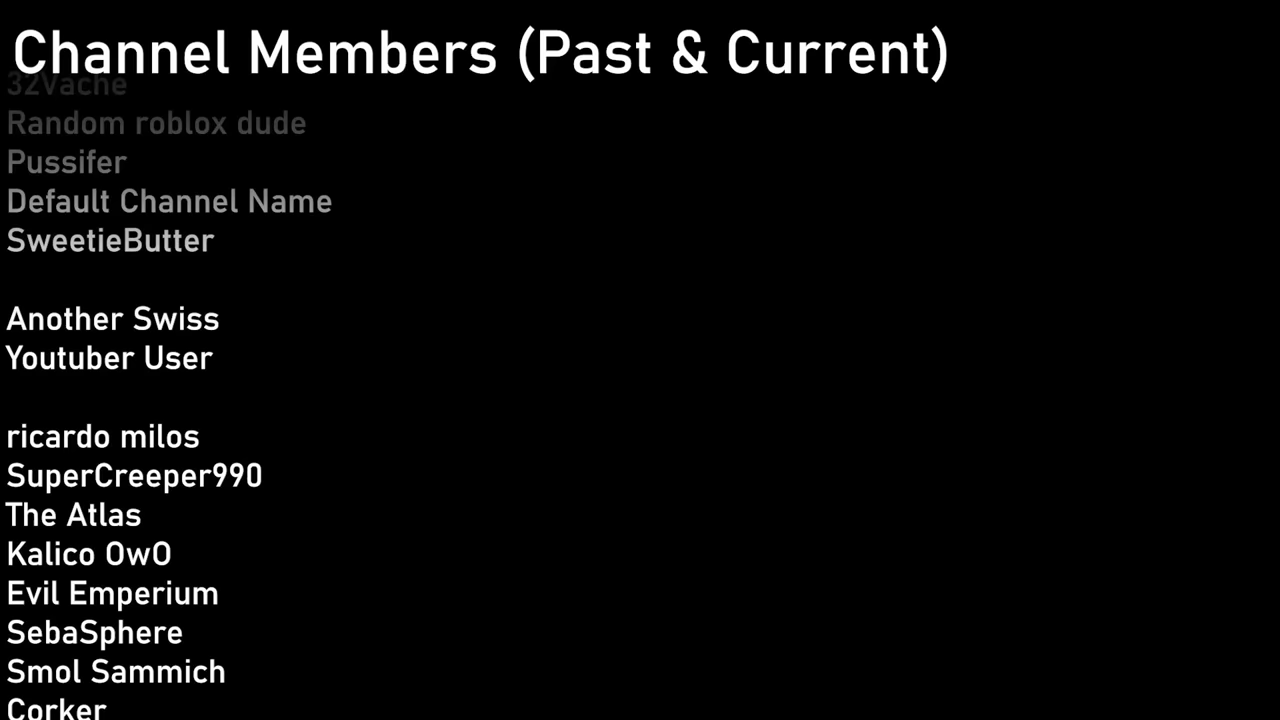 Channel Members (Past & Current)
32Vache
Random roblox dude
Pussifer
Default Channel Name
SweetieButter
Another Swiss
Youtuber User
ricardo milos
SuperCreeper990
The Atlas
Kalico OwO
Evil Emperium
SebaSphere
Smol Sammich
Corker